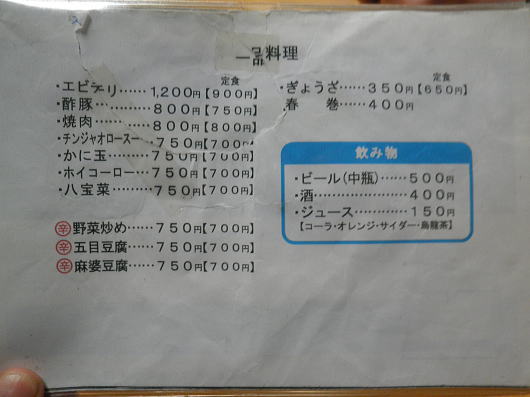 一品料理
定食
・エビチリ……1,200円【900円】
・酢豚……800円【750円】
・焼肉……800円【800円】
・チンジャオロースー…750円【700円】
・かに玉……750円【700円】
・ホイコーロー…750円【700円】
・八宝菜……750円【700円】
辛野菜炒め……750円【700円】
辛五目豆腐……750円【700円】
辛麻婆豆腐……750円【700円】
定食
・ぎょうざ……350円【650円】
春 巻……400円
飲み物
・ビール(中瓶)……500円
・酒……………………400円
・ジュース…………150円
【コーラ・オレンジ・サイダー・烏龍茶】